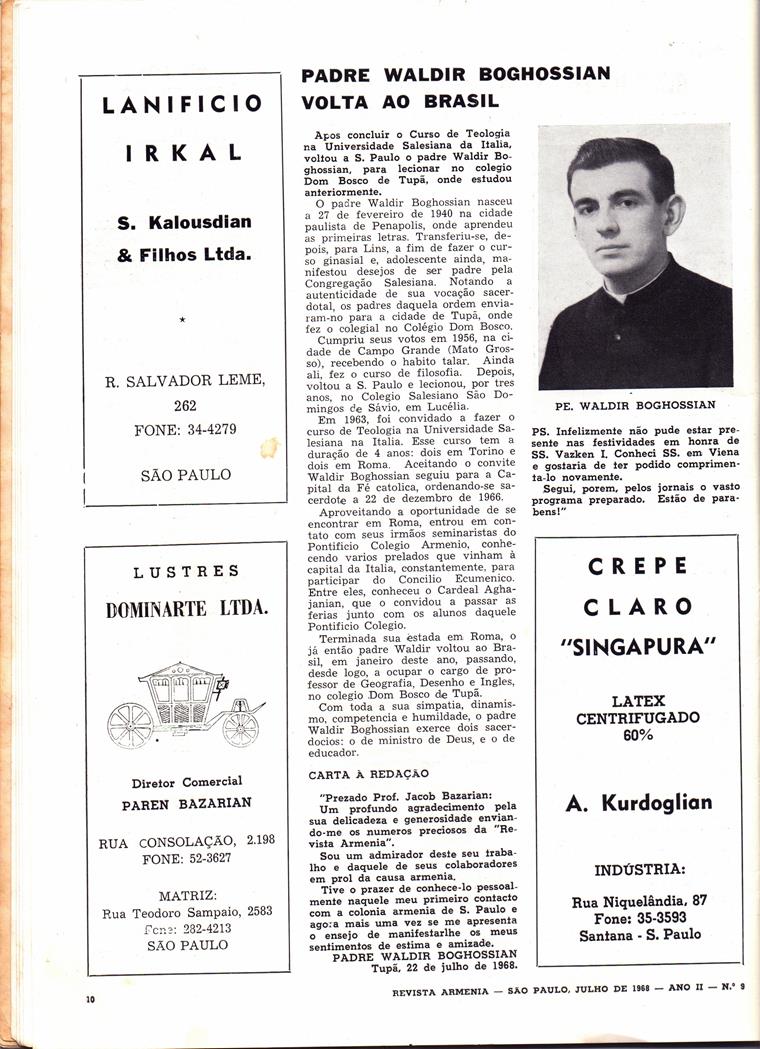 LANIFICIO
IRKAL
S. Kalousdian
& Filhos Ltda.
*
R. SALVADOR LEME,
262
FONE: 34-4279
SÃO PAULO
LUSTRES
DOMINARTE LTDA.
Diretor Comercial
PAREN BAZARIAN
RUA CONSOLAÇÃO, 2.198
FONE: 52-3627
MATRIZ:
Rua Teodoro Sampaio, 2583
Fone: 282-4213
SÃO PAULO
PADRE WALDIR BOGHOSSIAN
VOLTA AO BRASIL
Apos concluir o Curso de Teologia
na Universidade Salesiana da Italia,
voltou a S. Paulo o padre Waldir Bo-
ghossian, para lecionar no colegio
Dom Bosco de Tupã, onde estudou
anteriormente.
O padre Waldir Boghossian nasceu
a 27 de fevereiro de 1940 na cidade
paulista de Penapolis, onde aprendeu
as primeiras letras. Transferiu-se, de-
pois, para Lins, a fim de fazer o cur-
so ginasial e, adolescente ainda, ma-
nifestou desejos de ser padre pela
Congregação Salesiana. Notando a
autenticidade de sua vocação sacer-
dotal, os padres daquela ordem envia-
ram-no para a cidade de Tupã, onde
fez o colegial no Colégio Dom Bosco.
Cumpriu seus votos em 1956, na ci-
dade de Campo Grande (Mato Gros-
so), recebendo o habito talar. Ainda
ali, fez o curso de filosofia. Depois,
voltou a S. Paulo e lecionou, por tres
anos, no Colegio Salesiano São Do-
mingos de Sávio, em Lucélia.
Em 1963, foi convidado a fazer o
curso de Teologia na Universidade Sa-
lesiana na Italia. Esse curso tem a
duração de 4 anos: dois em Torino e
dois em Roma. Aceitando o convite
Waldir Boghossian seguiu para a Ca-
pital da Fé catolica, ordenando-se sa-
cerdote a 22 de dezembro de 1966.
Aproveitando a oportunidade de se
encontrar em Roma, entrou em con-
tato com seus irmãos seminaristas do
Pontificio Colegio Armenio, conhe-
cendo varios prelados que vinham à
capital da Italia, constantemente, para
participar do Concilio Ecumenico.
Entre eles, conheceu o Cardeal Agha-
janian, que o convidou a passar as
ferias junto com os alunos daquele
Pontificio Colegio.
Terminada sua estada em Roma, o
já então padre Waldir voltou ao Bra-
sil, em janeiro deste ano, passando,
desde logo, a ocupar o cargo de pro-
fessor de Geografia, Desenho e Ingles,
no colegio Dom Bosco de Tupã.
Com toda a sua simpatia, dinamis-
mo, competencia e humildade, o padre
Waldir Boghossian exerce dois sacer-
docios: o de ministro de Deus, e o de
educador.
CARTA À REDAÇÃO
"Prezado Prof. Jacob Bazarian:
Um profundo agradecimento pela
sua delicadeza e generosidade envian-
do-me os numeros preciosos da "Re-
vista Armenia".
Sou um admirador deste seu traba-
lho e daquele de seus colaboradores
em prol da causa armenia.
Tive o prazer de conhece-lo pessoal-
mente naquele meu primeiro contacto
com a colonia armenia de S. Paulo e
agora mais uma vez se me apresenta
o ensejo de manifestarlhe os meus
sentimentos de estima e amizade.
PADRE WALDIR BOGHOSSIAN
Tupã, 22 de julho de 1968.
PE. WALDIR BOGHOSSIAN
PS. Infelizmente não pude estar pre-
sente nas festividades em honra de
SS. Vazken I. Conheci SS. em Viena
e gostaria de ter podido comprimen-
ta-lo novamente.
Segui, porem, pelos jornais o vasto
programa preparado. Estão de para-
bens!"
CREPE
CLARO
"SINGAPURA"
LATEX
CENTRIFUGADO
60%
A. Kurdoglian
INDÚSTRIA:
Rua Niquelândia, 87
Fone: 35-3593
Santana - S. Paulo
10
REVISTA ARMENIA — SÃO PAULO, JULHO DE 1968 — ANO II — N.º 9